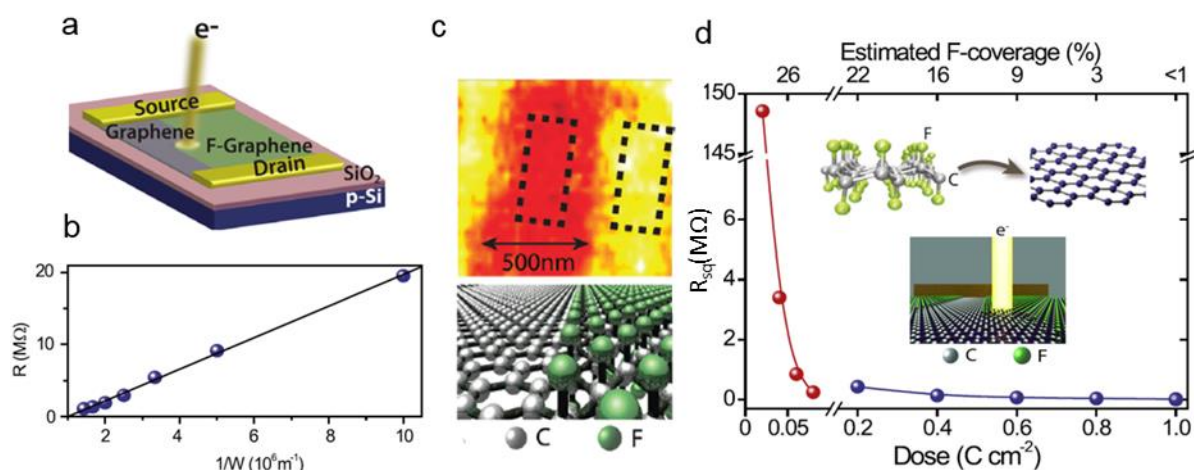 a
e-
Source
Graphene
F-Graphene
Drain
SiO₂
p-Si
b
R (MΩ)
20
10
0
2 4 6 8 10
1/W (10⁶m⁻¹)
c
500nm
C F
d
Estimated F-coverage (%)
26 22 16 9 3 <1
Rsq(MΩ)
150
145
6
4
2
0
F
C
e-
C F
0 0.05 0.2 0.4 0.6 0.8 1.0
Dose (C cm⁻²)